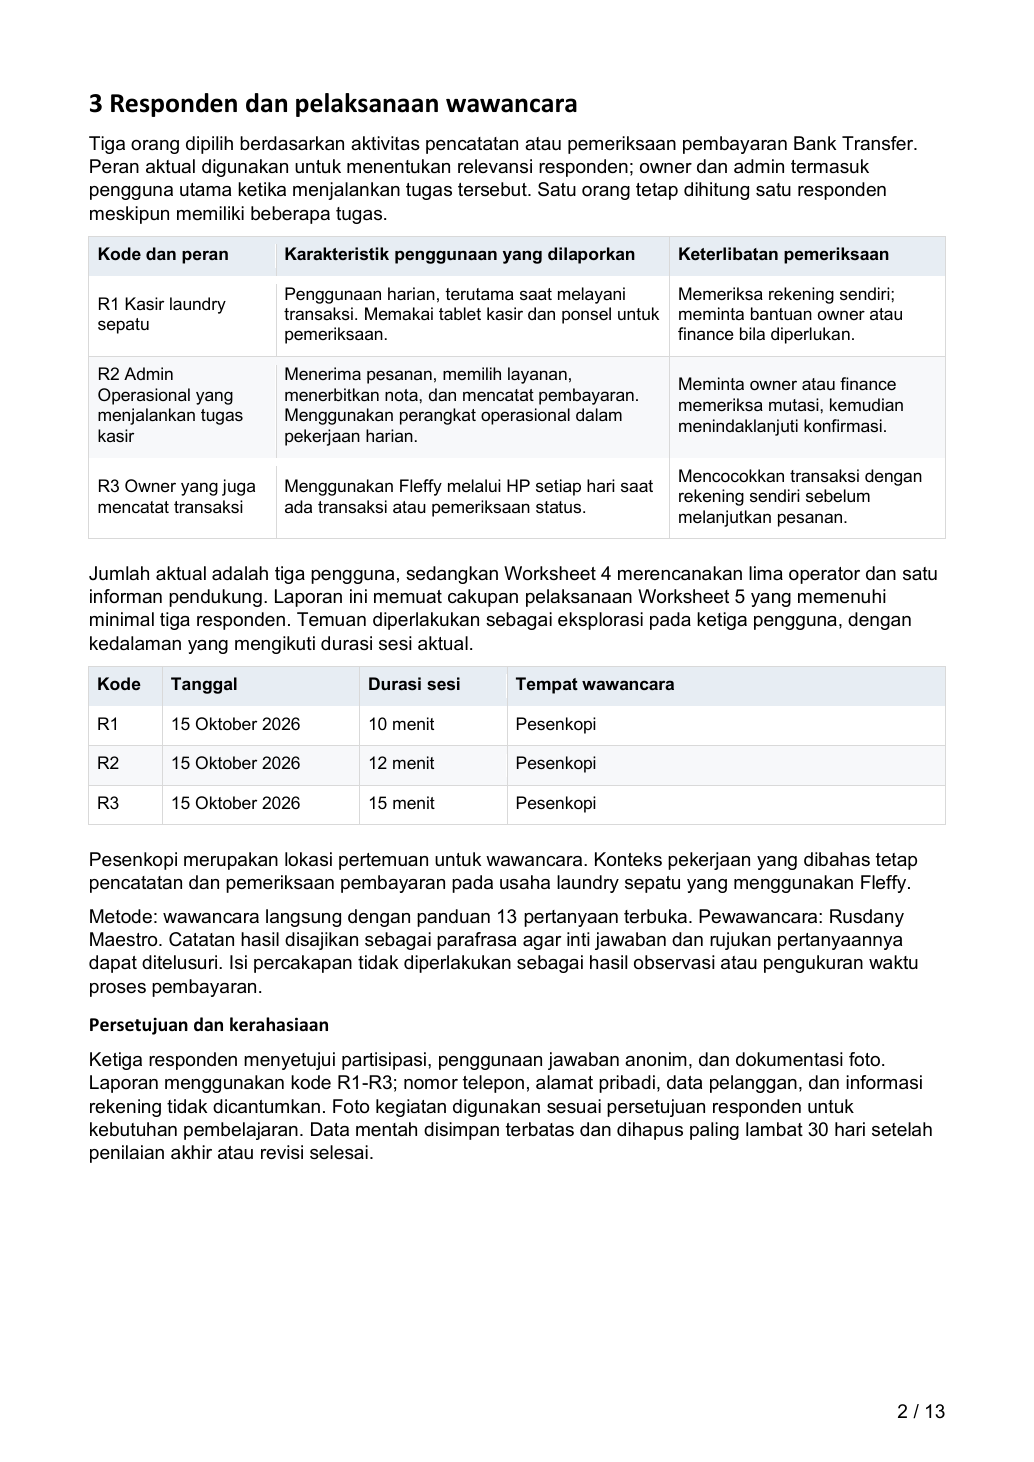 3 Responden dan pelaksanaan wawancara
Tiga orang dipilih berdasarkan aktivitas pencatatan atau pemeriksaan pembayaran Bank Transfer.
Peran aktual digunakan untuk menentukan relevansi responden; owner dan admin termasuk
pengguna utama ketika menjalankan tugas tersebut. Satu orang tetap dihitung satu responden
meskipun memiliki beberapa tugas.
Kode dan peran
Karakteristik penggunaan yang dilaporkan
Keterlibatan pemeriksaan
R1 Kasir laundry
sepatu
Penggunaan harian, terutama saat melayani
transaksi. Memakai tablet kasir dan ponsel untuk
pemeriksaan.
Memeriksa rekening sendiri;
meminta bantuan owner atau
finance bila diperlukan.
R2 Admin
Operasional yang
menjalankan tugas
kasir
Menerima pesanan, memilih layanan,
menerbitkan nota, dan mencatat pembayaran.
Menggunakan perangkat operasional dalam
pekerjaan harian.
Meminta owner atau finance
memeriksa mutasi, kemudian
menindaklanjuti konfirmasi.
R3 Owner yang juga
mencatat transaksi
Menggunakan Fleffy melalui HP setiap hari saat
ada transaksi atau pemeriksaan status.
Mencocokkan transaksi dengan
rekening sendiri sebelum
melanjutkan pesanan.
Jumlah aktual adalah tiga pengguna, sedangkan Worksheet 4 merencanakan lima operator dan satu
informan pendukung. Laporan ini memuat cakupan pelaksanaan Worksheet 5 yang memenuhi
minimal tiga responden. Temuan diperlakukan sebagai eksplorasi pada ketiga pengguna, dengan
kedalaman yang mengikuti durasi sesi aktual.
Kode Tanggal Durasi sesi Tempat wawancara
R1 15 Oktober 2026 10 menit Pesenkopi
R2 15 Oktober 2026 12 menit Pesenkopi
R3 15 Oktober 2026 15 menit Pesenkopi
Pesenkopi merupakan lokasi pertemuan untuk wawancara. Konteks pekerjaan yang dibahas tetap
pencatatan dan pemeriksaan pembayaran pada usaha laundry sepatu yang menggunakan Fleffy.
Metode: wawancara langsung dengan panduan 13 pertanyaan terbuka. Pewawancara: Rusdany
Maestro. Catatan hasil disajikan sebagai parafrasa agar inti jawaban dan rujukan pertanyaannya
dapat ditelusuri. Isi percakapan tidak diperlakukan sebagai hasil observasi atau pengukuran waktu
proses pembayaran.
Persetujuan dan kerahasiaan
Ketiga responden menyetujui partisipasi, penggunaan jawaban anonim, dan dokumentasi foto.
Laporan menggunakan kode R1-R3; nomor telepon, alamat pribadi, data pelanggan, dan informasi
rekening tidak dicantumkan. Foto kegiatan digunakan sesuai persetujuan responden untuk
kebutuhan pembelajaran. Data mentah disimpan terbatas dan dihapus paling lambat 30 hari setelah
penilaian akhir atau revisi selesai.
2 / 13